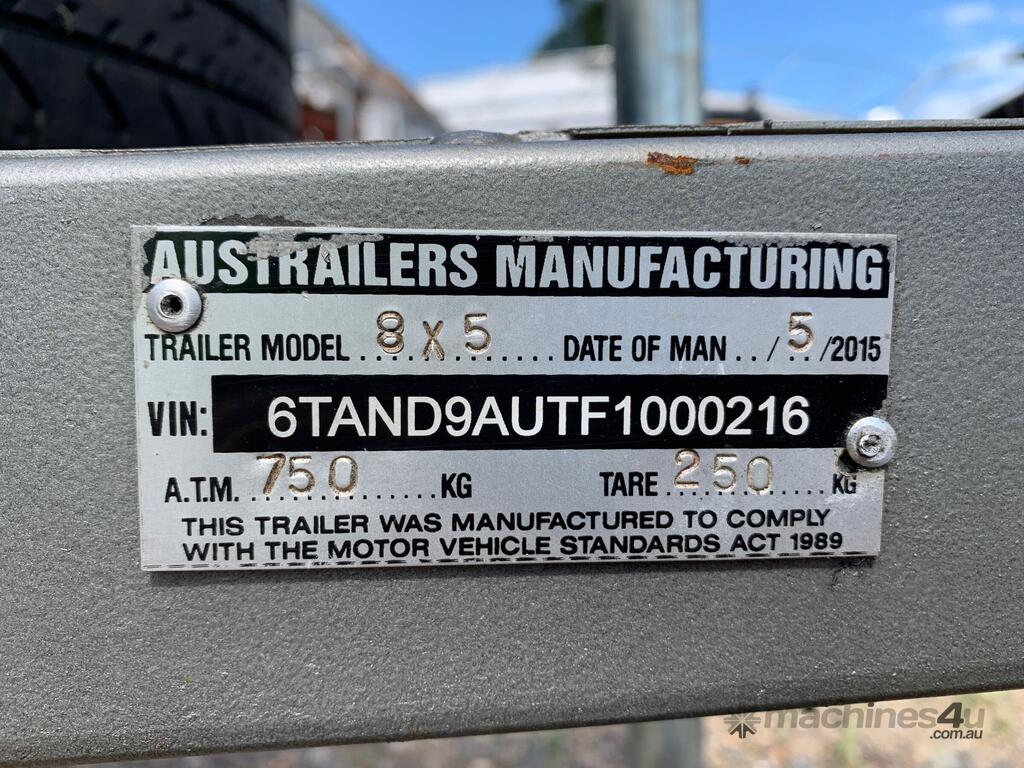 AUSTRAILERS MANUFACTURING
TRAILER MODEL ..8 X 5...... DATE OF MAN ../5../2015
VIN: 6TAND9AUTF1000216
A.T.M. 750 ......KG TARE 250 ....KG
THIS TRAILER WAS MANUFACTURED TO COMPLY
WITH THE MOTOR VEHICLE STANDARDS ACT 1989
machines4u
.com.au